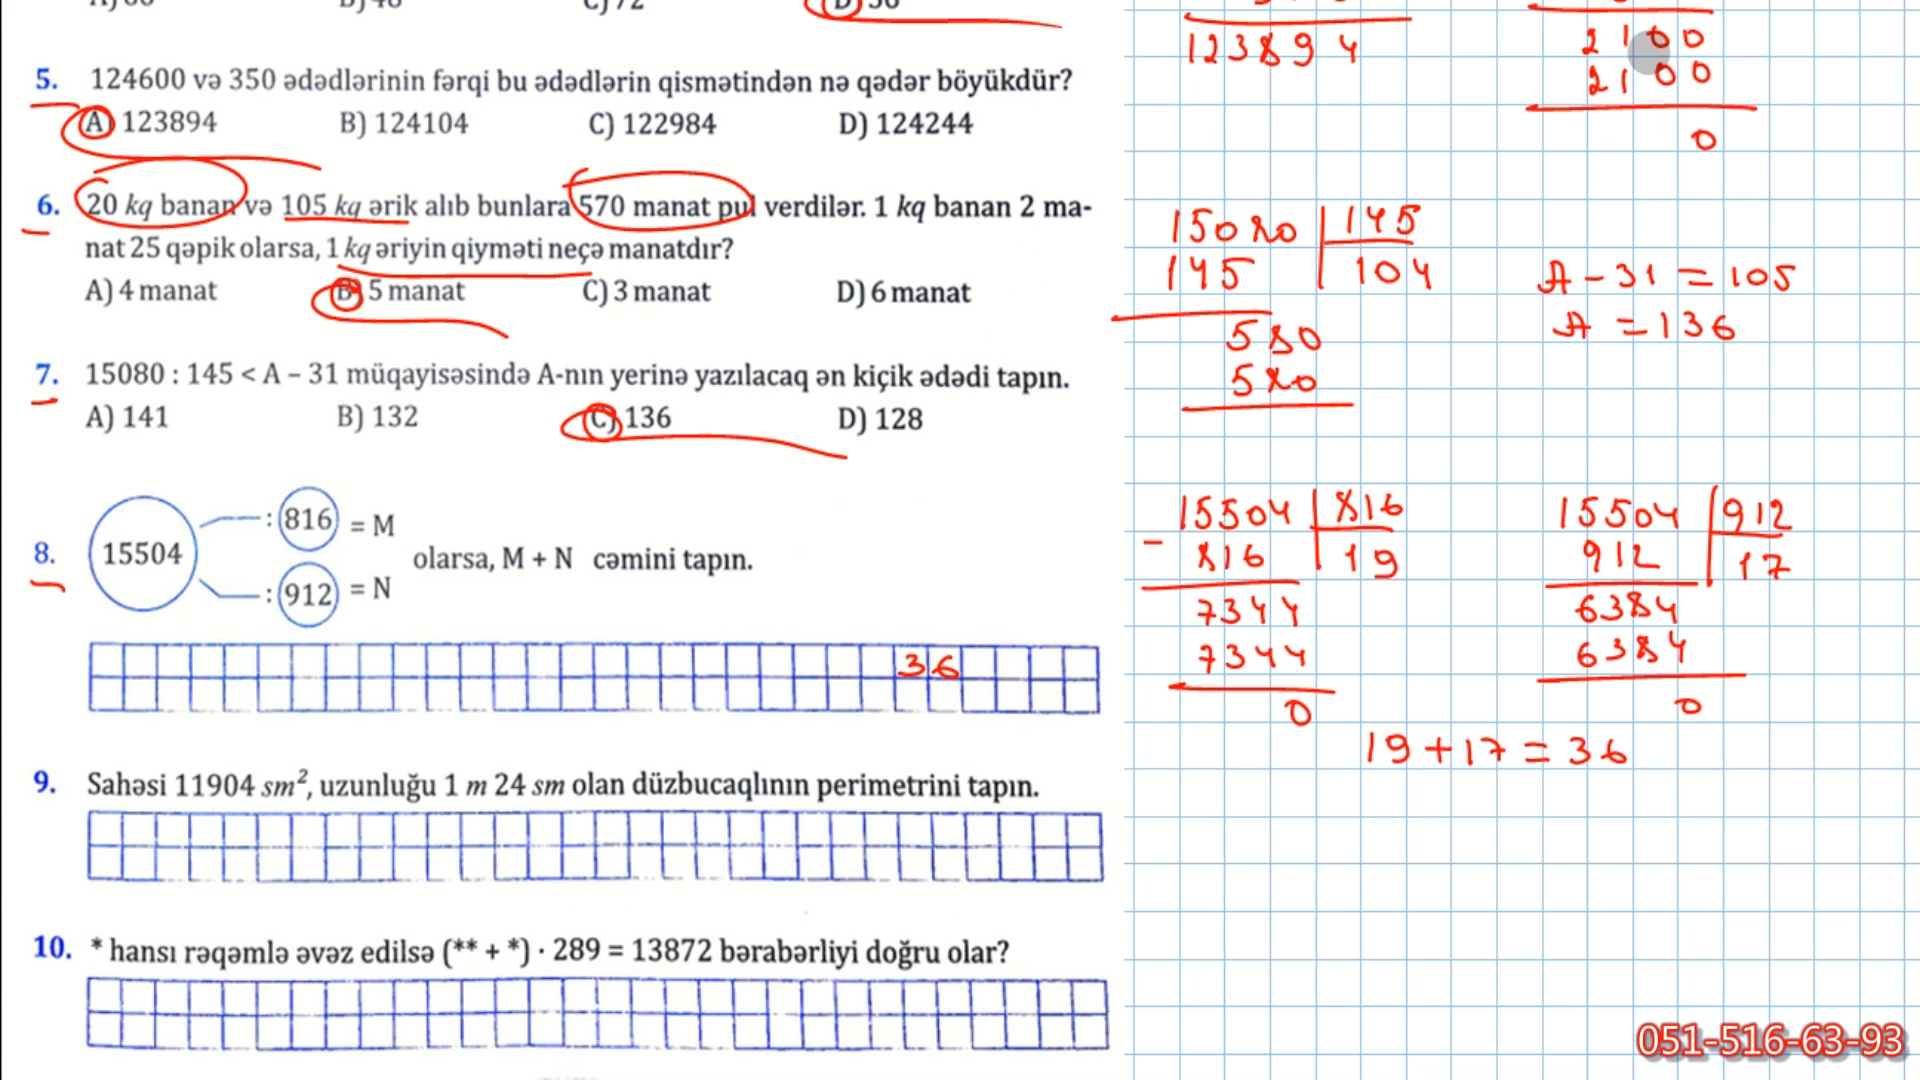 5. 124600 və 350 ədədlərinin fərqi bu ədədlərin qismətindən nə qədər böyükdür?
A) 123894 B) 124104 C) 122984 D) 124244
6. 20 kq banan və 105 kq ərik alıb bunlara 570 manat pul verdilər. 1 kq banan 2 ma-
nat 25 qəpik olarsa, 1 kq əriyin qiyməti neçə manatdır?
A) 4 manat B) 5 manat C) 3 manat D) 6 manat
7. 15080 : 145 < A – 31 müqayisəsində A-nın yerinə yazılacaq ən kiçik ədədi tapın.
A) 141 B) 132 C) 136 D) 128
: 816 = M
8. 15504 olarsa, M + N cəmini tapın.
: 912 = N
36
9. Sahəsi 11904 sm², uzunluğu 1 m 24 sm olan düzbucaqlının perimetrini tapın.
10. * hansı rəqəmlə əvəz edilsə (** + *) · 289 = 13872 bərabərliyi doğru olar?
123894
2100
2100
0
15080 145
145 104
580
580
A - 31 = 105
A = 136
15504 816
- 816 19
7344
7344
0
15504 912
912 17
6384
6384
0
19 + 17 = 36
051-516-63-93